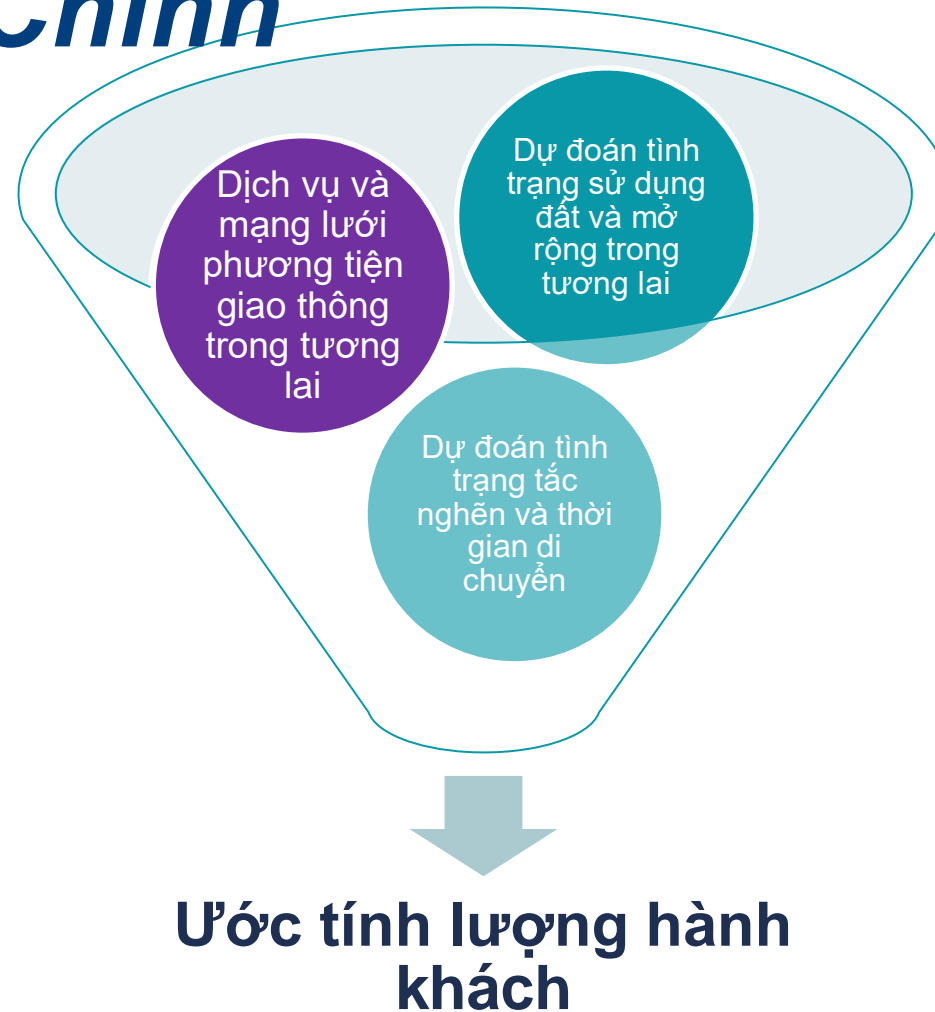 Chính
Dự đoán tình
trạng sử dụng
đất và mở
rộng trong
tương lai
Dịch vụ và
mạng lưới
phương tiện
giao thông
trong tương
lai
Dự đoán tình
trạng tắc
nghẽn và thời
gian di
chuyển
Ước tính lượng hành
khách